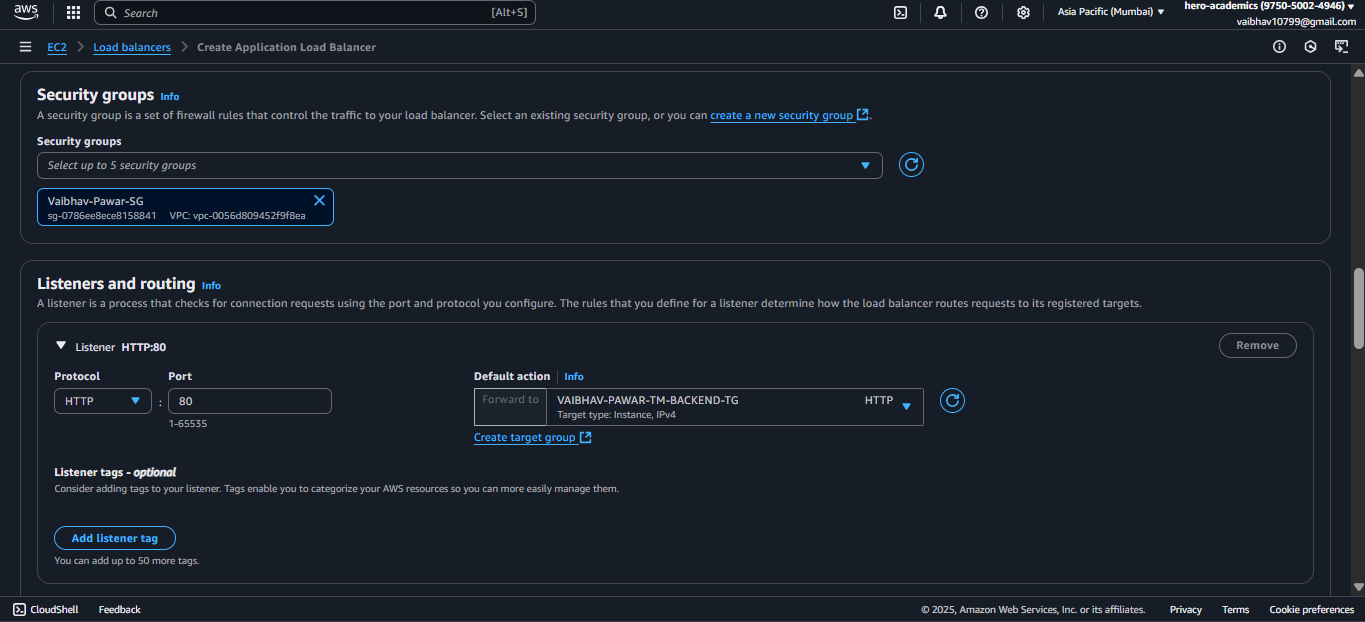 aws
Search [Alt+S]
Asia Pacific (Mumbai)
hero-academics (9750-5002-4946)
vaibhav10799@gmail.com
EC2 Load balancers Create Application Load Balancer
Security groups Info
A security group is a set of firewall rules that control the traffic to your load balancer. Select an existing security group, or you can create a new security group.
Security groups
Select up to 5 security groups
Vaibhav-Pawar-SG
sg-0786ee8ece8158841 VPC: vpc-0056d809452f9f8ea
Listeners and routing Info
A listener is a process that checks for connection requests using the port and protocol you configure. The rules that you define for a listener determine how the load balancer routes requests to its registered targets.
Listener HTTP:80
Remove
Protocol Port Default action Info
HTTP : 80
Forward to VAIBHAV-PAWAR-TM-BACKEND-TG HTTP
Target type: Instance, IPv4
1-65535
Create target group
Listener tags - optional
Consider adding tags to your listener. Tags enable you to categorize your AWS resources so you can more easily manage them.
Add listener tag
You can add up to 50 more tags.
CloudShell Feedback © 2025, Amazon Web Services, Inc. or its affiliates. Privacy Terms Cookie preferences